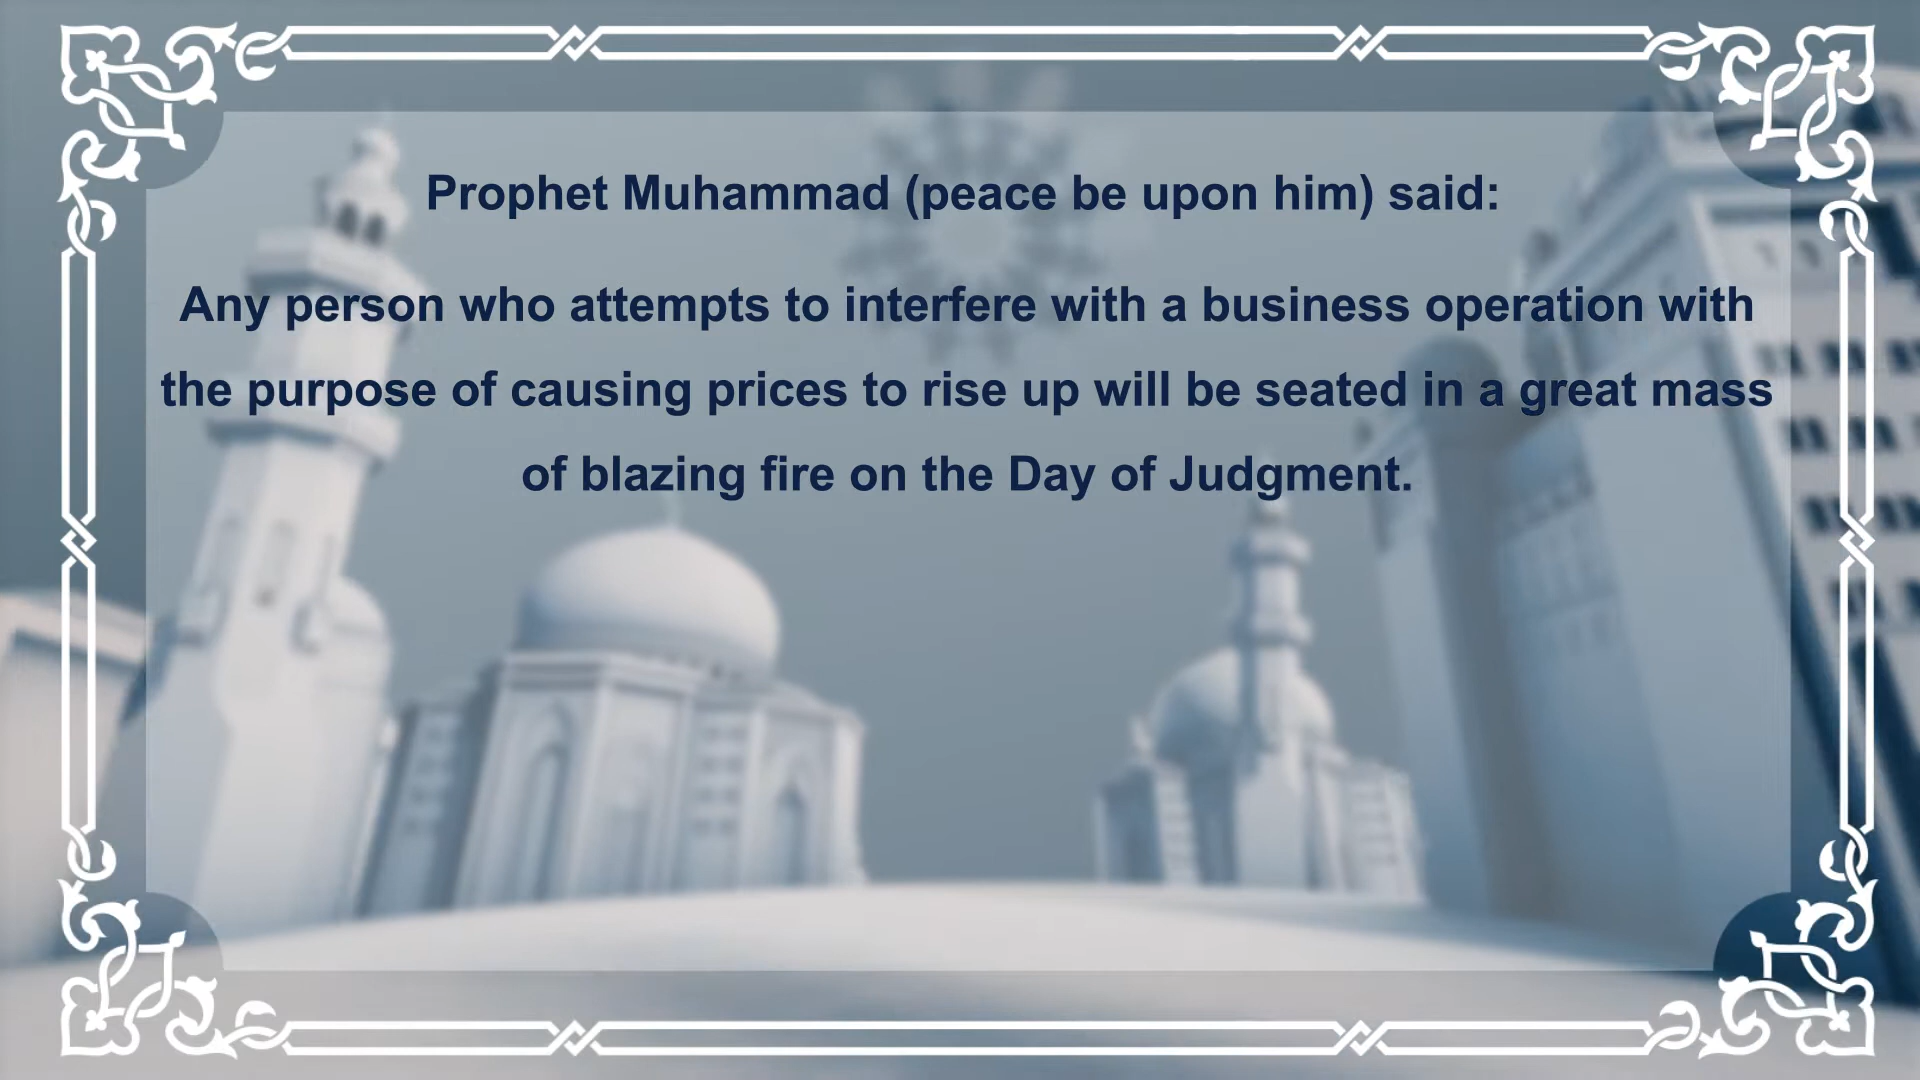 Prophet Muhammad (peace be upon him) said:
Any person who attempts to interfere with a business operation with
the purpose of causing prices to rise up will be seated in a great mass
of blazing fire on the Day of Judgment.